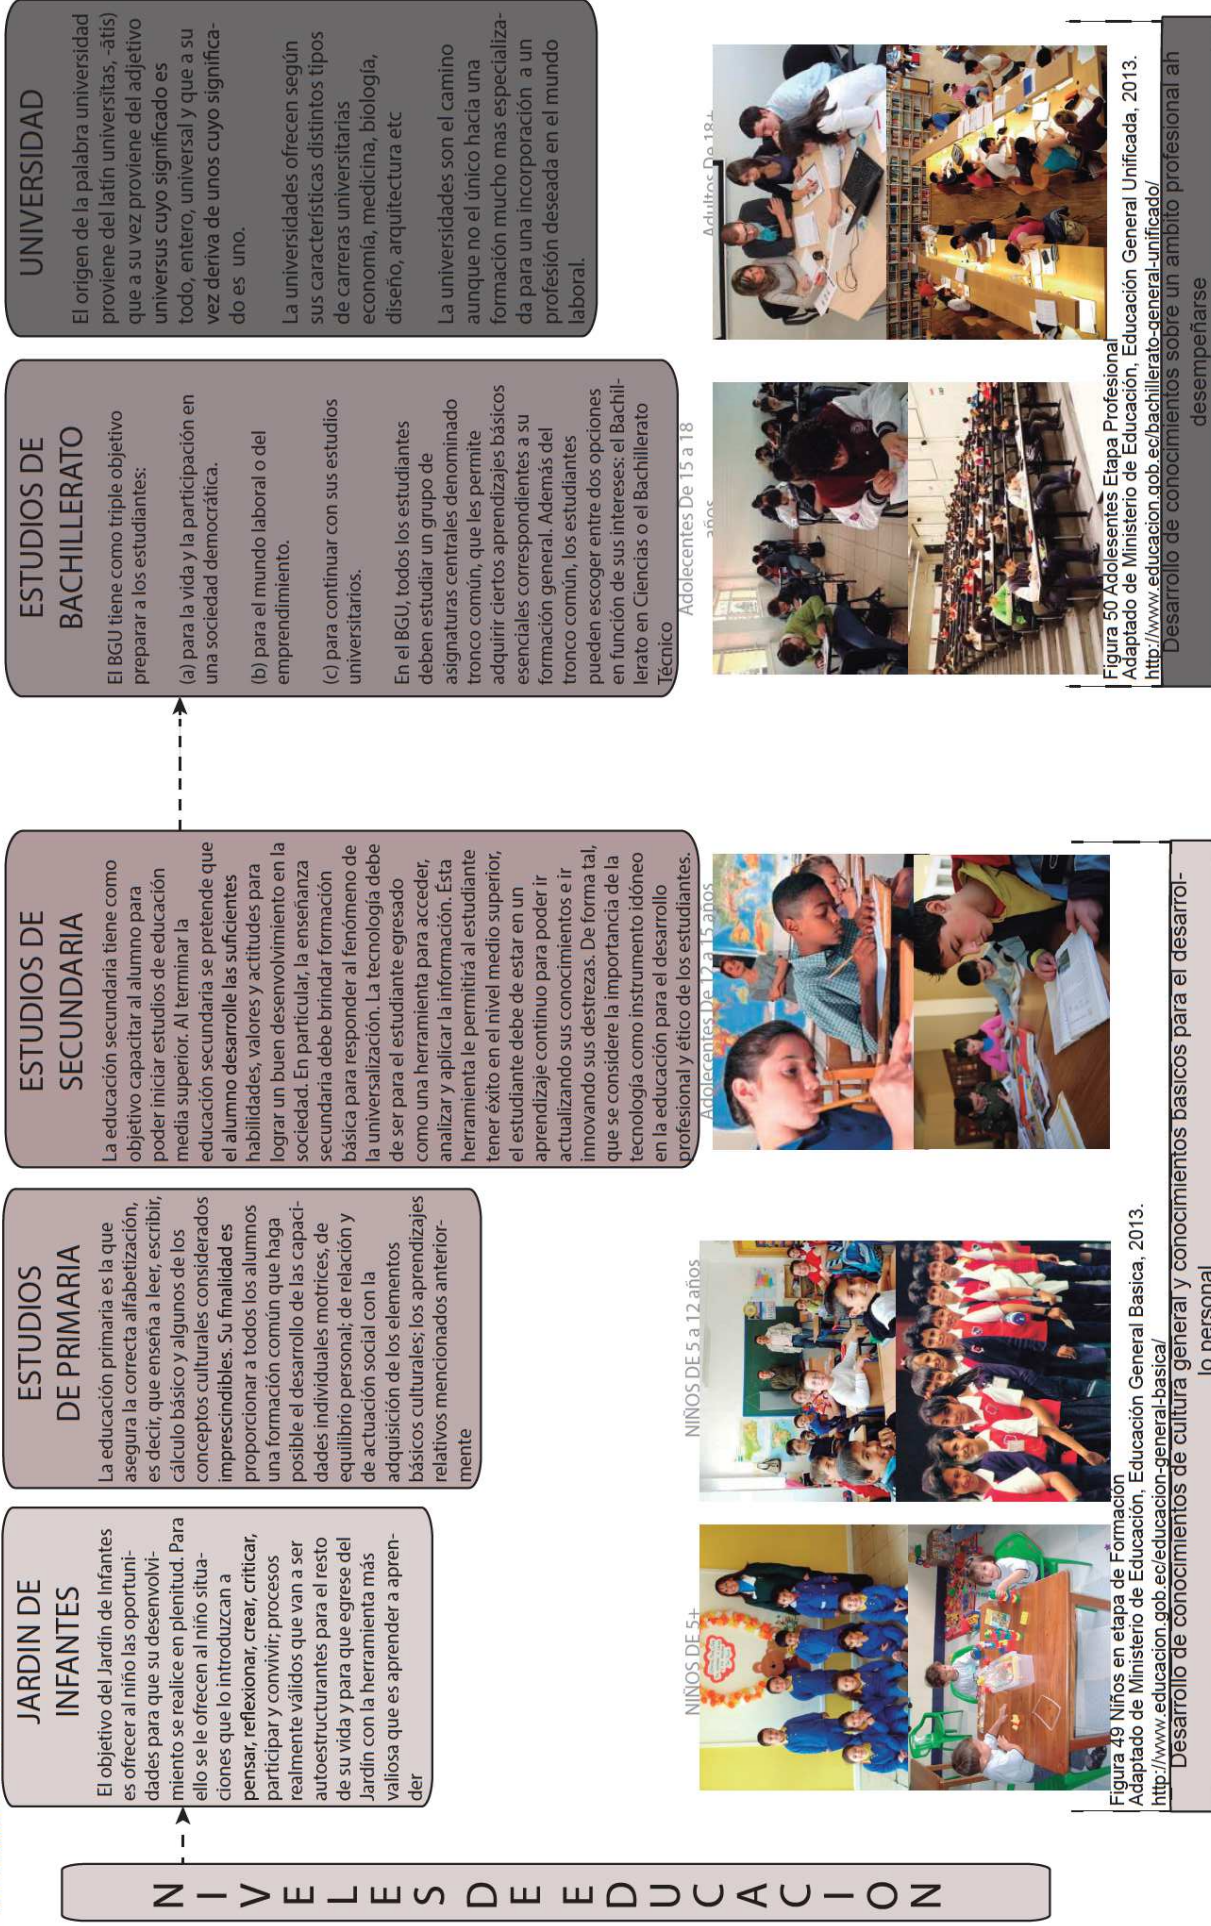 NIVELES DE EDUCACION
JARDIN DE
INFANTES
El objetivo del Jardín de Infantes
es ofrecer al niño las oportuni-
dades para que su desenvolvi-
miento se realice en plenitud. Para
ello se le ofrecen al niño situa-
ciones que lo introduzcan a
pensar, reflexionar, crear, criticar,
participar y convivir; procesos
realmente válidos que van a ser
autoestructurantes para el resto
de su vida y para que egrese del
Jardín con la herramienta más
valiosa que es aprender a apren-
der
ESTUDIOS
DE PRIMARIA
La educación primaria es la que
asegura la correcta alfabetización,
es decir, que enseña a leer, escribir,
cálculo básico y algunos de los
conceptos culturales considerados
imprescindibles. Su finalidad es
proporcionar a todos los alumnos
una formación común que haga
posible el desarrollo de las capaci-
dades individuales motrices, de
equilibrio personal; de relación y
de actuación social con la
adquisición de los elementos
básicos culturales; los aprendizajes
relativos mencionados anterior-
mente
ESTUDIOS DE
SECUNDARIA
La educación secundaria tiene como
objetivo capacitar al alumno para
poder iniciar estudios de educación
media superior. Al terminar la
educación secundaria se pretende que
el alumno desarrolle las suficientes
habilidades, valores y actitudes para
lograr un buen desenvolvimiento en la
sociedad. En particular, la enseñanza
secundaria debe brindar formación
básica para responder al fenómeno de
la universalización. La tecnología debe
de ser para el estudiante egresado
como una herramienta para acceder,
analizar y aplicar la información. Ésta
herramienta le permitirá al estudiante
tener éxito en el nivel medio superior,
el estudiante debe de estar en un
aprendizaje continuo para poder ir
actualizando sus conocimientos e ir
innovando sus destrezas. De forma tal,
que se considere la importancia de la
tecnología como instrumento idóneo
en la educación para el desarrollo
profesional y ético de los estudiantes.
ESTUDIOS DE
BACHILLERATO
El BGU tiene como triple objetivo
preparar a los estudiantes:
(a) para la vida y la participación en
una sociedad democrática.
(b) para el mundo laboral o del
emprendimiento.
(c) para continuar con sus estudios
universitarios.
En el BGU, todos los estudiantes
deben estudiar un grupo de
asignaturas centrales denominado
tronco común, que les permite
adquirir ciertos aprendizajes básicos
esenciales correspondientes a su
formación general. Además del
tronco común, los estudiantes
pueden escoger entre dos opciones
en función de sus intereses: el Bachil-
lerato en Ciencias o el Bachillerato
Técnico
UNIVERSIDAD
El origen de la palabra universidad
proviene del latín universĭtas, -ātis)
que a su vez proviene del adjetivo
universus cuyo significado es
todo, entero, universal y que a su
vez deriva de unos cuyo significa-
do es uno.
La universidades ofrecen según
sus características distintos tipos
de carreras universitarias
economía, medicina, biología,
diseño, arquitectura etc
La universidades son el camino
aunque no el único hacia una
formación mucho mas especializa-
da para una incorporación a un
profesión deseada en el mundo
laboral.
NIÑOS DE 5+
NIÑOS DE 5 a 12 años
Adolecentes De 12 a 15 años
Adolecentes De 15 a 18
años
Adultos De 18+
Figura 49 Niños en etapa de Formación
Adaptado de Ministerio de Educación, Educación General Basica, 2013.
http://www.educacion.gob.ec/educacion-general-basica/
Desarrollo de conocimientos de cultura general y conocimientos basicos para el desarrol-
lo personal
Figura 50 Adolesentes Etapa Profesional
Adaptado de Ministerio de Educación, Educación General Unificada, 2013.
http://www.educacion.gob.ec/bachillerato-general-unificado/
Desarrollo de conocimientos sobre un ambito profesional ah
desempeñarse